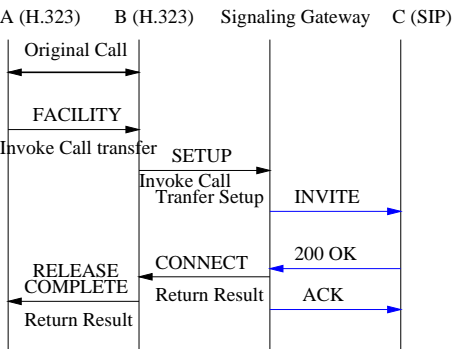 A (H.323) B (H.323) Signaling Gateway C (SIP)
Original Call
FACILITY
Invoke Call transfer
SETUP
Invoke Call
Tranfer Setup
INVITE
200 OK
CONNECT
RELEASE
COMPLETE
Return Result
ACK
Return Result